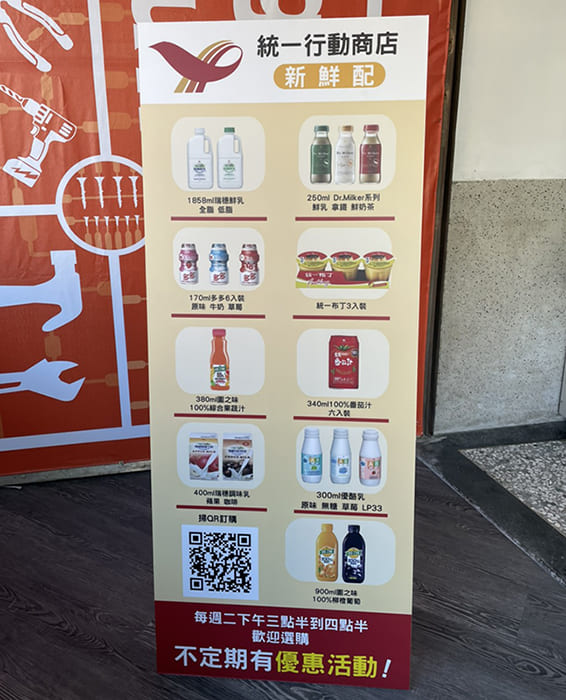 統一行動商店
新鮮配
1858ml瑞穗鮮乳
全脂 低脂
250ml Dr.Milker系列
鮮乳 拿鐵 鮮奶茶
170ml多多6入裝
原味 牛奶 草莓
統一布丁3入裝
380ml園之味
100%綜合果蔬汁
340ml100%番茄汁
六入裝
400ml瑞穗調味乳
蘋果 咖啡
300ml優酪乳
原味 無糖 草莓 LP33
掃QR訂購
900ml園之味
100%柳橙葡萄
每週二下午三點半到四點半
歡迎選購
不定期有優惠活動!